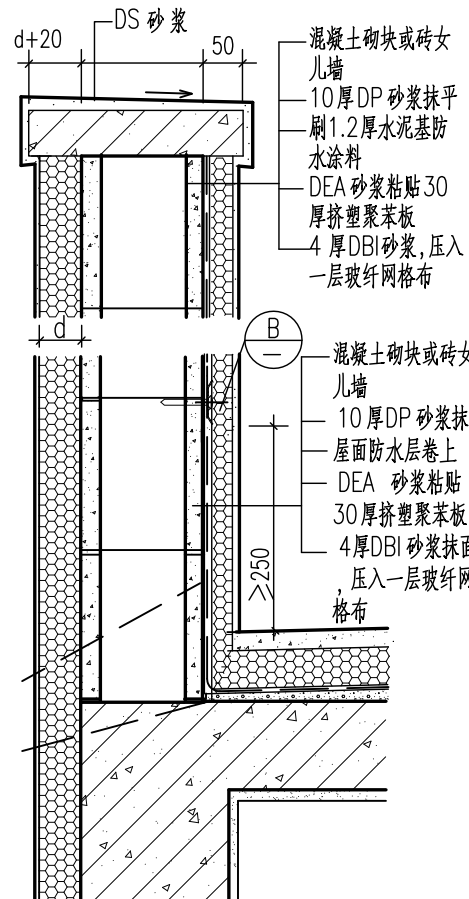 DS 砂浆
d+20
50
混凝土砌块或砖女
儿墙
10厚DP 砂浆抹平
刷1.2厚水泥基防
水涂料
DEA 砂浆粘贴30
厚挤塑聚苯板
4 厚DBI砂浆,压入
一层玻纤网格布
d
B
—
混凝土砌块或砖女
儿墙
10厚DP 砂浆抹
屋面防水层卷上
DEA 砂浆粘贴
30厚挤塑聚苯板
4厚DBI 砂浆抹面
,压入一层玻纤网
格布
≥250